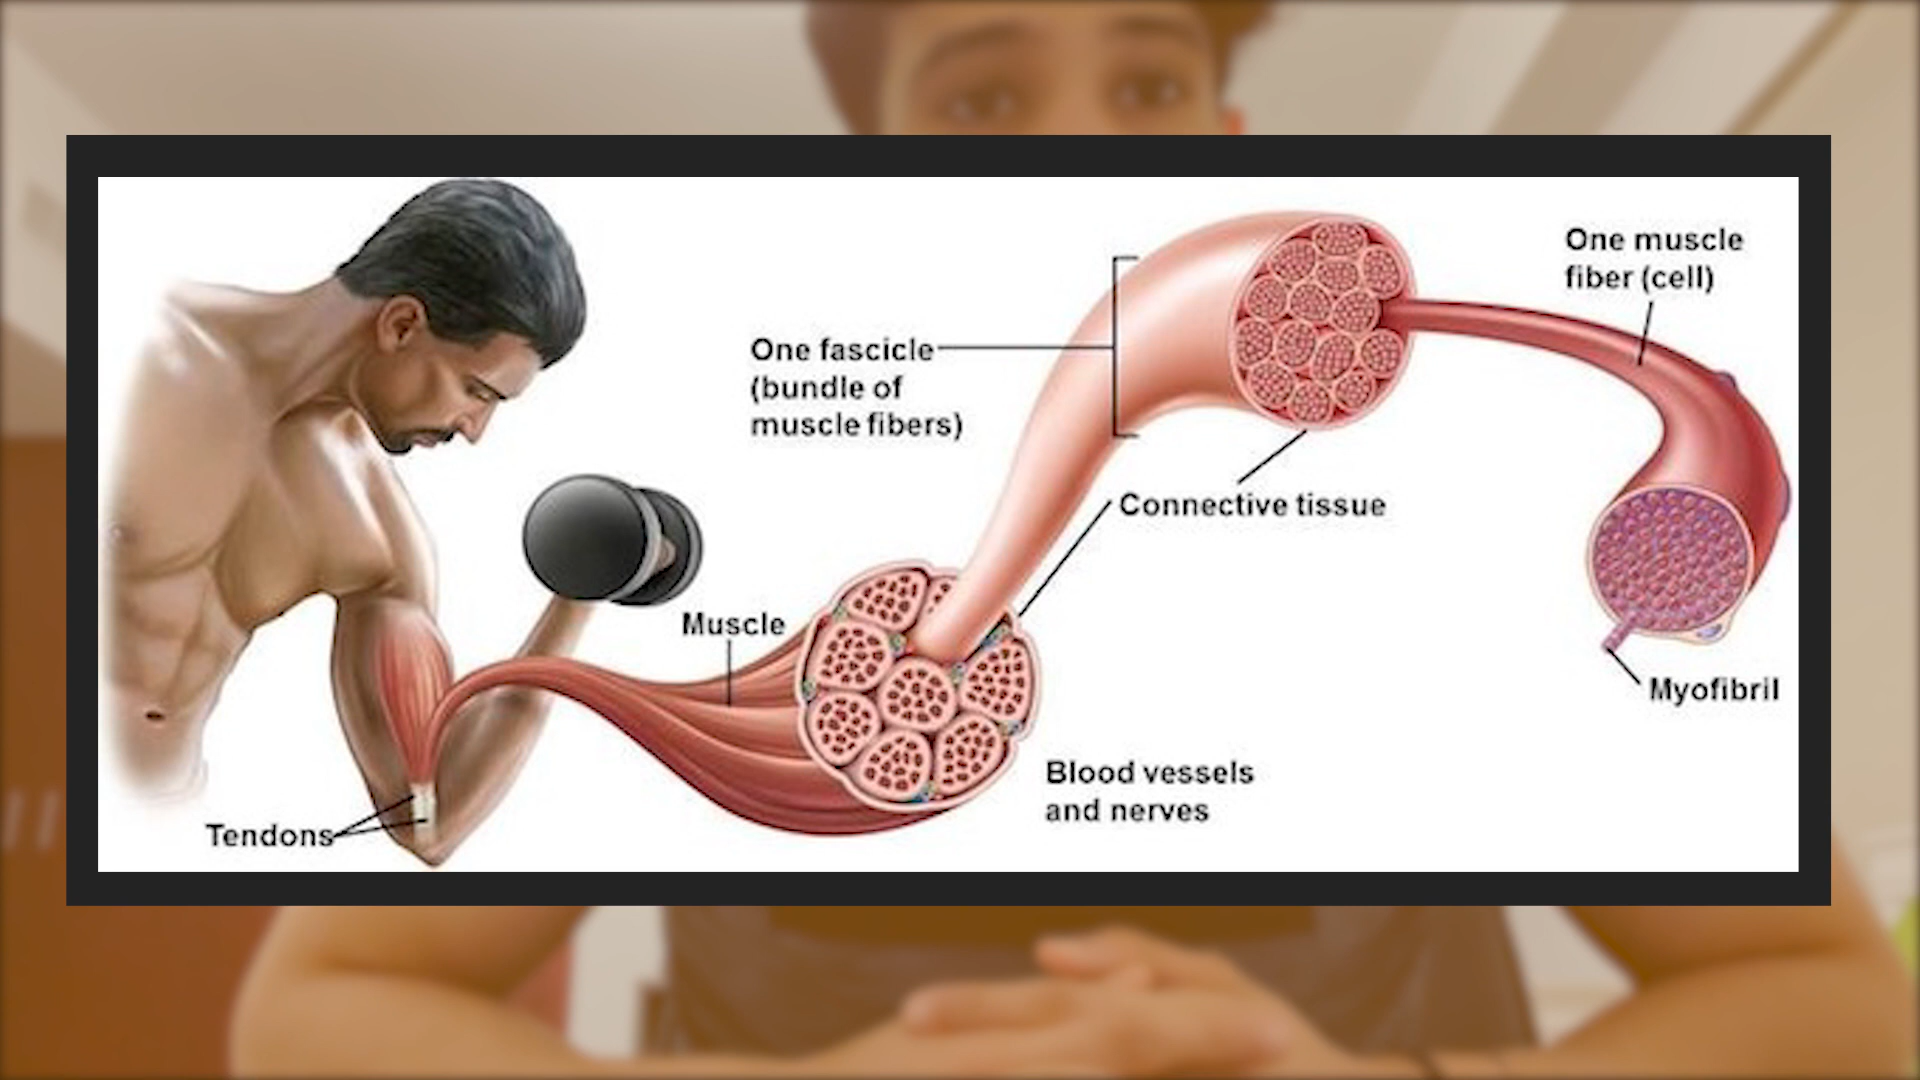 One muscle
fiber (cell)
One fascicle
(bundle of
muscle fibers)
Connective tissue
Muscle
Myofibril
Blood vessels
and nerves
Tendons